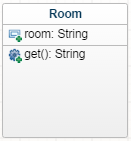 Room
room: String
get(): String